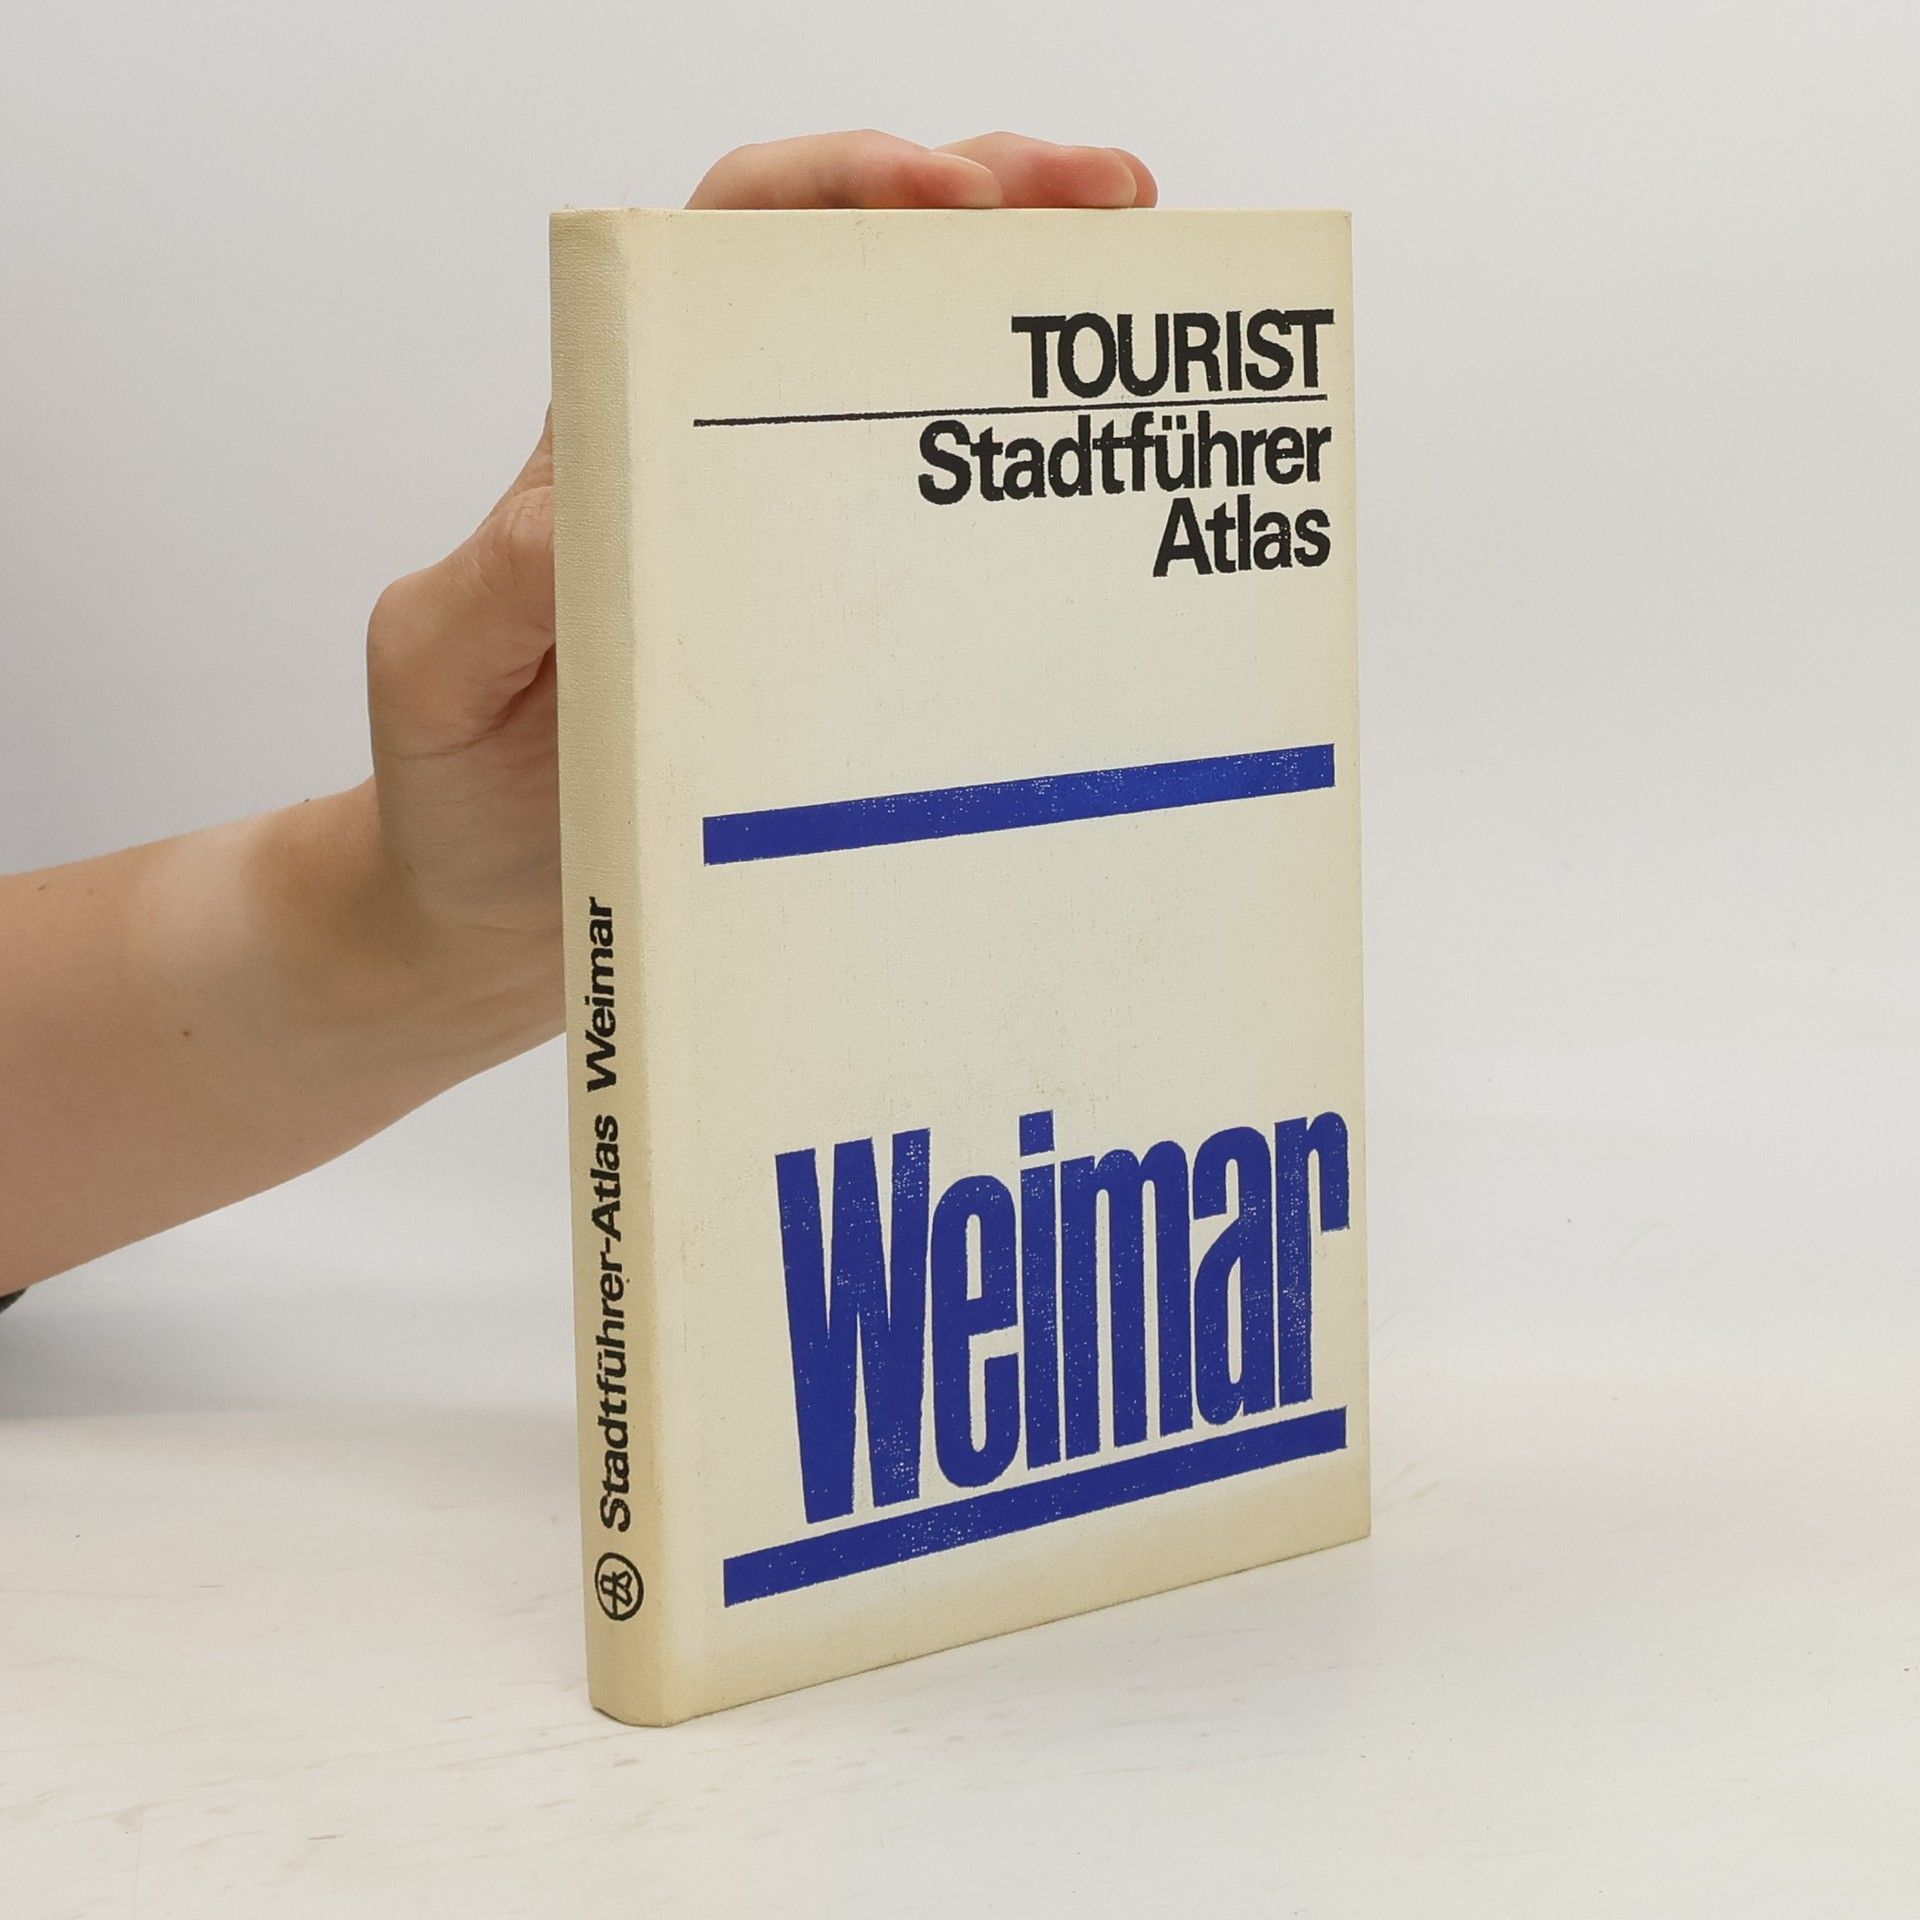 TOURIST
Stadtführer
Atlas
Weimar
Stadtführer-Atlas Weimar